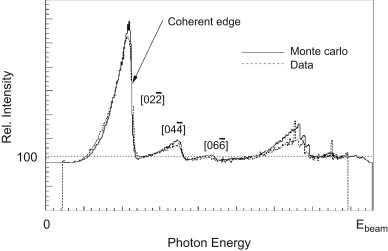 Coherent edge
Monte carlo
Data
[022̅]
[044̅]
[066̅]
Rel. Intensity
100
0
E_beam
Photon Energy